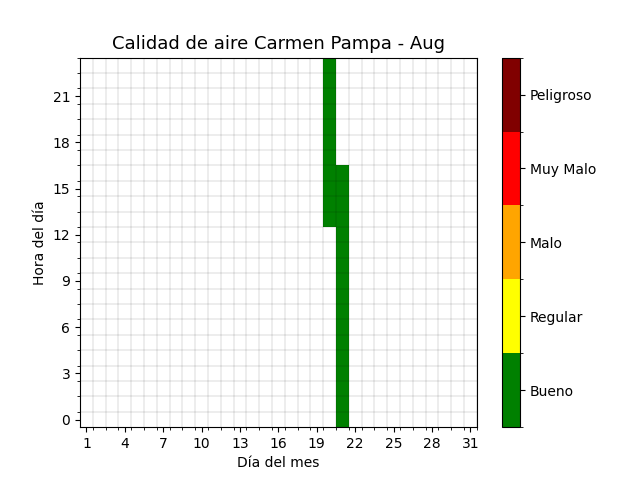 Calidad de aire Carmen Pampa - Aug
Hora del día
21
18
15
12
9
6
3
0
1 4 7 10 13 16 19 22 25 28 31
Día del mes
Peligroso
Muy Malo
Malo
Regular
Bueno